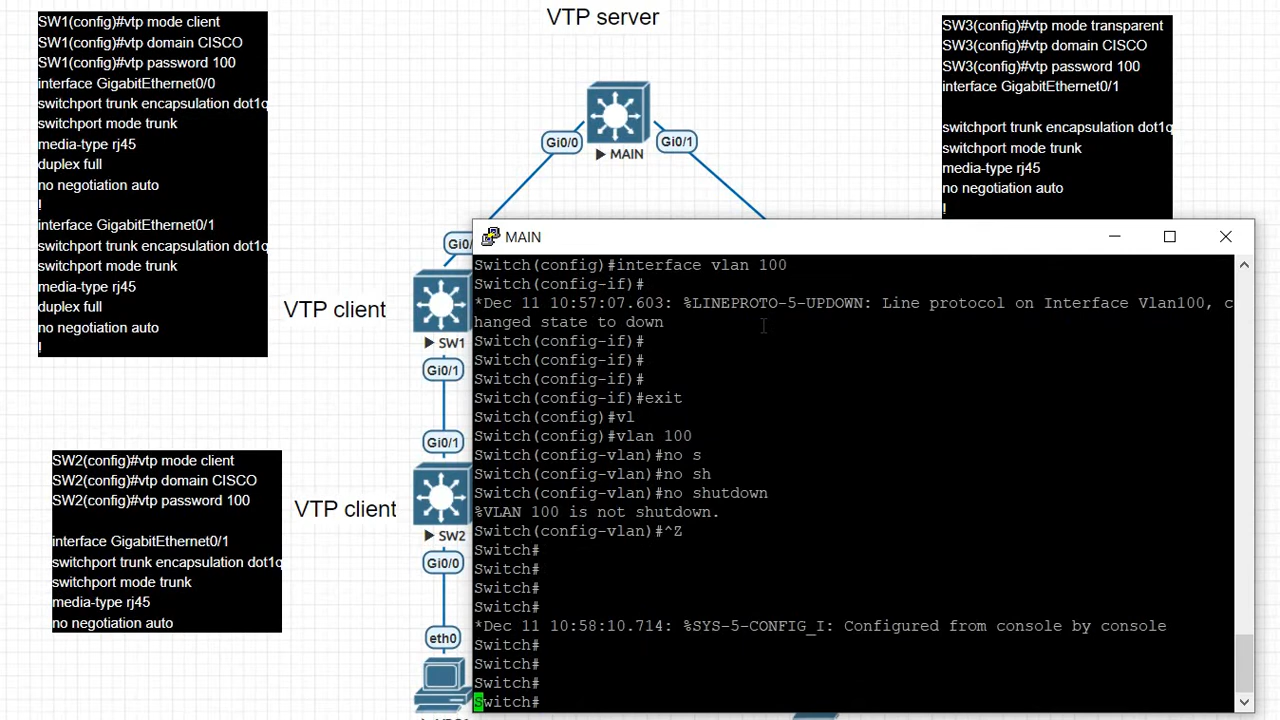 VTP server
SW1(config)#vtp mode client
SW1(config)#vtp domain CISCO
SW1(config)#vtp password 100
interface GigabitEthernet0/0
switchport trunk encapsulation dot1q
switchport mode trunk
media-type rj45
duplex full
no negotiation auto
!
interface GigabitEthernet0/1
switchport trunk encapsulation dot1q
switchport mode trunk
media-type rj45
duplex full
no negotiation auto
!
SW3(config)#vtp mode transparent
SW3(config)#vtp domain CISCO
SW3(config)#vtp password 100
interface GigabitEthernet0/1
switchport trunk encapsulation dot1q
switchport mode trunk
media-type rj45
no negotiation auto
!
Gi0/0
Gi0/1
MAIN
Gi0/
VTP client
SW1
Gi0/1
Gi0/1
VTP client
SW2
Gi0/0
eth0
SW2(config)#vtp mode client
SW2(config)#vtp domain CISCO
SW2(config)#vtp password 100
interface GigabitEthernet0/1
switchport trunk encapsulation dot1q
switchport mode trunk
media-type rj45
no negotiation auto
MAIN
Switch(config)#interface vlan 100
Switch(config-if)#
*Dec 11 10:57:07.603: %LINEPROTO-5-UPDOWN: Line protocol on Interface Vlan100, c
hanged state to down
Switch(config-if)#
Switch(config-if)#
Switch(config-if)#
Switch(config-if)#exit
Switch(config)#vl
Switch(config)#vlan 100
Switch(config-vlan)#no s
Switch(config-vlan)#no sh
Switch(config-vlan)#no shutdown
%VLAN 100 is not shutdown.
Switch(config-vlan)#^Z
Switch#
Switch#
Switch#
Switch#
*Dec 11 10:58:10.714: %SYS-5-CONFIG_I: Configured from console by console
Switch#
Switch#
Switch#
Switch#